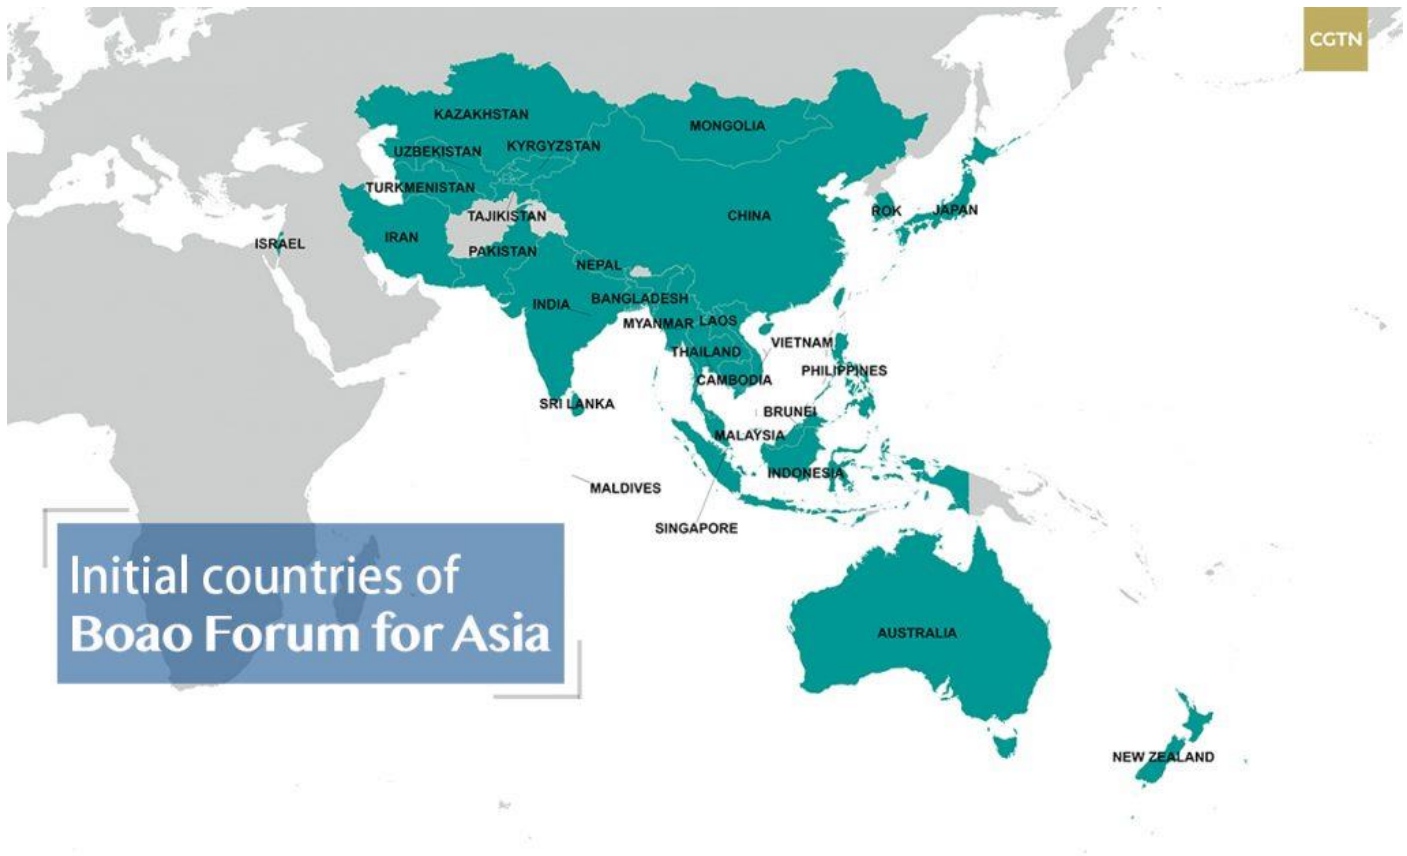 CGTN
KAZAKHSTAN
MONGOLIA
UZBEKISTAN
KYRGYZSTAN
TURKMENISTAN
TAJIKISTAN
CHINA
ROK
JAPAN
ISRAEL
IRAN
PAKISTAN
NEPAL
INDIA
BANGLADESH
MYANMAR
LAOS
VIETNAM
THAILAND
PHILIPPINES
CAMBODIA
SRI LANKA
BRUNEI
MALAYSIA
INDONESIA
MALDIVES
SINGAPORE
Initial countries of
Boao Forum for Asia
AUSTRALIA
NEW ZEALAND